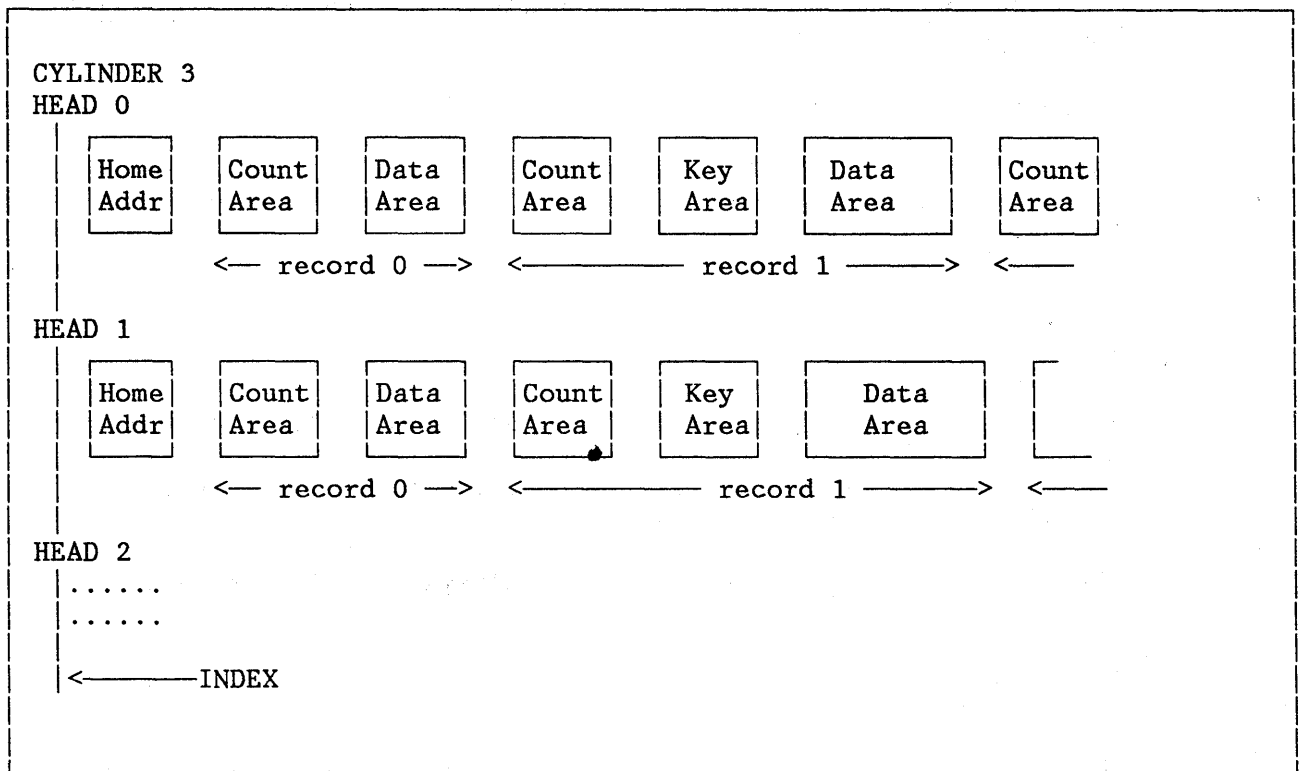 CYLINDER 3
HEAD 0
Home Count Data Count Key Data Count
Addr Area Area Area Area Area Area
<— record 0 —> <———— record 1 ————> <———
HEAD 1
Home Count Data Count Key Data
Addr Area Area Area Area Area
<— record 0 —> <———— record 1 ————> <———
HEAD 2
......
......
<————INDEX